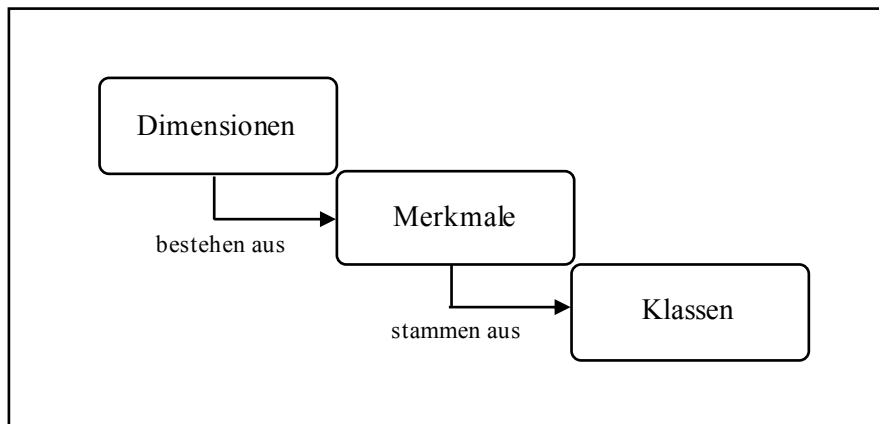 Dimensionen
bestehen aus
Merkmale
stammen aus
Klassen